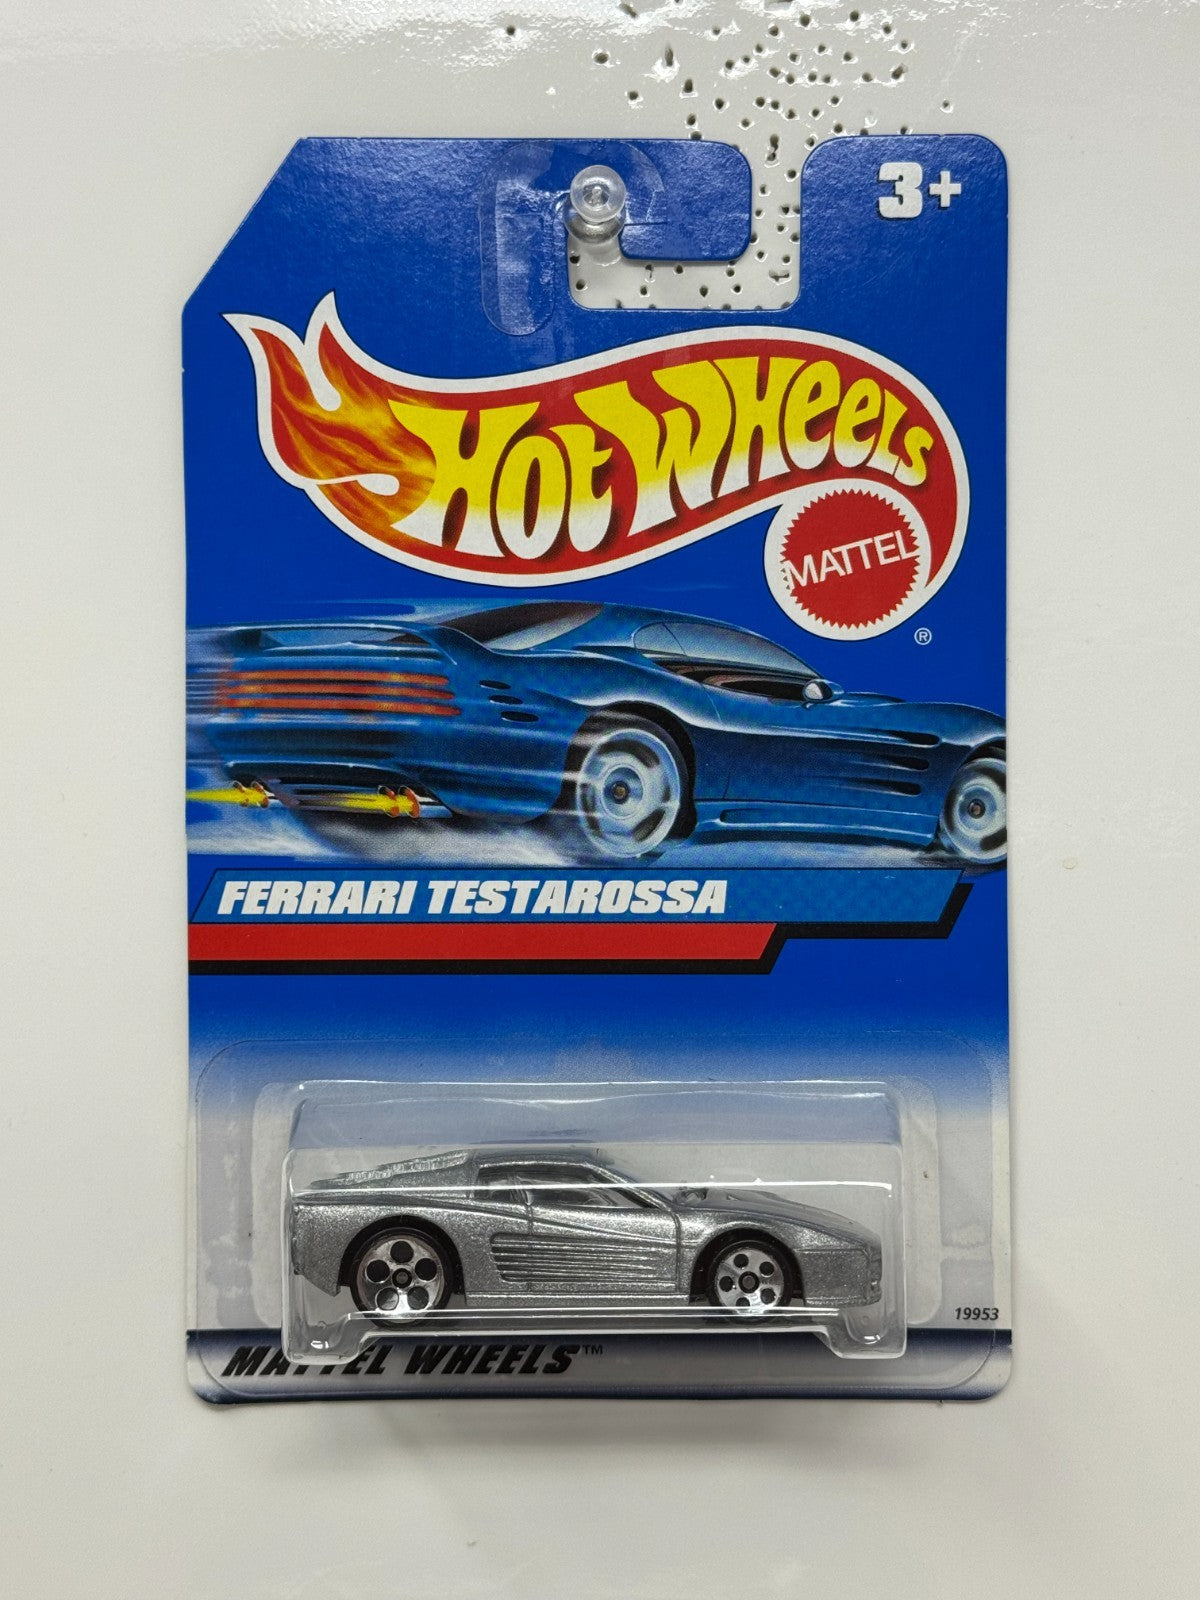 3+
HOT WHEELS
MATTEL
®
FERRARI TESTAROSSA
19953
MATTEL WHEELS™